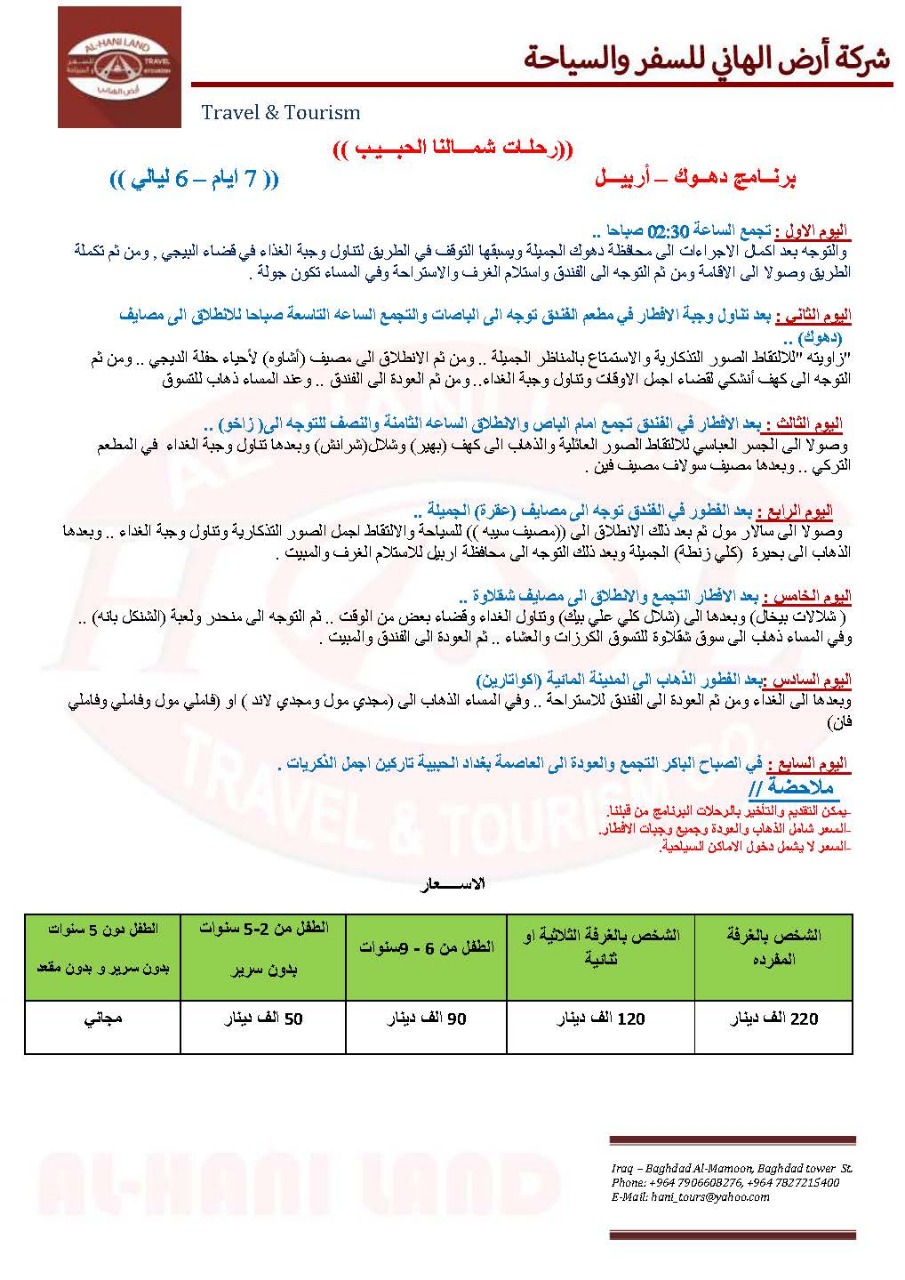 AL-HANI LAND
TRAVEL
شركة أرض الهاني للسفر والسياحة
Travel & Tourism
((رحلـات شمـــالنا الحبـــيب ))
برنـــامج دهـــوك – أربيـــل
(( 7 ايام – 6 ليالي ))
اليوم الاول : تجمع الساعة 02:30 صباحا ..
والتوجه بعد اكمال الاجراءات الى محافظة دهوك الجميلة ويسبقها التوقف في الطريق لتناول وجبة الغذاء في قضاء البيجي , ومن ثم تكملة
الطريق وصولا الى الاقامة ومن ثم التوجه الى الفندق واستلام الغرف والاستراحة وفي المساء تكون جولة .
اليوم الثاني : بعد تناول وجبة الافطار في مطعم الفندق توجه الى الباصات والتجمع الساعه التاسعة صباحا للانطلاق الى مصايف
(دهوك) ..
"زاويته "للالتقاط الصور التذكارية والاستمتاع بالمناظر الجميلة .. ومن ثم الانطلاق الى مصيف (أشاوه) لأحياء حفلة الديجي .. ومن ثم
التوجه الى كهف أنشكي لقضاء اجمل الاوقات وتناول وجبة الغداء.. ومن ثم العودة الى الفندق .. وعند المساء ذهاب للتسوق
اليوم الثالث : بعد الافطار في الفندق تجمع امام الباص والانطلاق الساعه الثامنة والنصف للتوجه الى( زاخو) ..
وصولا الى الجسر العباسي للالتقاط الصور العائلية والذهاب الى كهف (بهير) وشلال(شرانش) وبعدها تناول وجبة الغداء في المطعم
التركي .. وبعدها مصيف سولاف مصيف فين .
اليوم الرابع : بعد الفطور في الفندق توجه الى مصايف (عقرة) الجميلة ..
وصولا الى سالار مول ثم بعد ذلك الانطلاق الى ((مصيف سيبه )) للسياحة والالتقاط اجمل الصور التذكارية وتناول وجبة الغداء .. وبعدها
الذهاب الى بحيرة (كلي زنطة) الجميلة وبعد ذلك التوجه الى محافظة اربيل للاستلام الغرف والمبيت .
اليوم الخامس : بعد الافطار التجمع والانطلاق الى مصايف شقلاوة ..
( شلالات بيخال) وبعدها الى (شلال كلي علي بيك) وتناول الغداء وقضاء بعض من الوقت .. ثم التوجه الى منحدر ولعبة (الشنكل بانه) ..
وفي المساء ذهاب الى سوق شقلاوة للتسوق الكرزات والعشاء .. ثم العودة الى الفندق والمبيت .
اليوم السادس :بعد الفطور الذهاب الى المدينة المائية (اكواتارين)
وبعدها الى الغداء ومن ثم العودة الى الفندق للاستراحة .. وفي المساء الذهاب الى (مجدي مول ومجدي لاند ) او (فاملي مول وفاملي وفاملي
فان)
اليوم السابع : في الصباح الباكر التجمع والعودة الى العاصمة بغداد الحبيبة تاركين اجمل الذكريات .
ملاحضة //
-يمكن التقديم والتأخير بالرحلات البرنامج من قبلنا.
-السعر شامل الذهاب والعودة وجميع وجبات الافطار.
-السعر لا يشمل دخول الاماكن السياحية.
الاســـعار
الشخص بالغرفة المفرده
الشخص بالغرفة الثلاثية او ثنانية
الطفل من 6 - 9سنوات
الطفل من 2-5 سنوات بدون سرير
الطفل دون 5 سنوات بدون سرير و بدون مقعد
220 الف دينار
120 الف دينار
90 الف دينار
50 الف دينار
مجاني
AL-HANI LAND
Iraq – Baghdad Al-Mamoon, Baghdad tower St.
Phone: +964 7906608276, +964 7827215400
E-Mail: hani_tours@yahoo.com